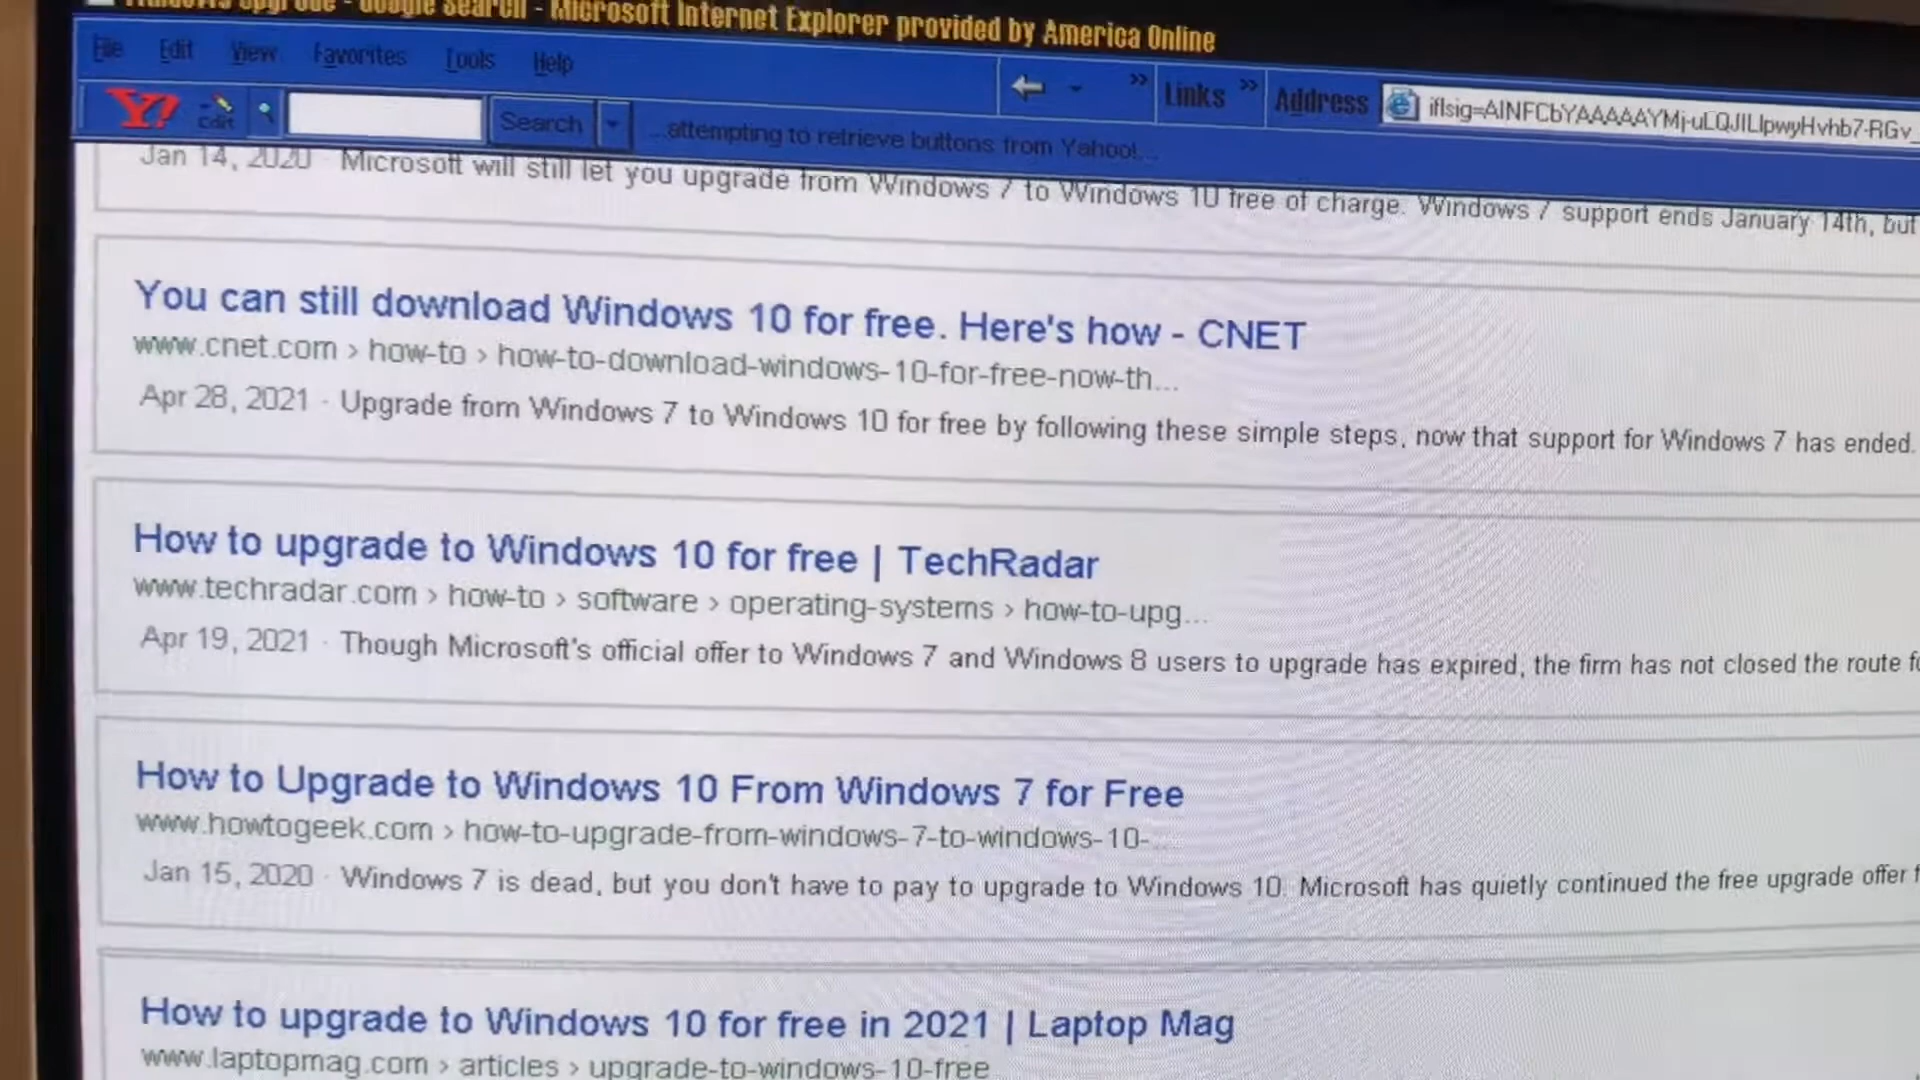 Windows upgrade - Google Search - Microsoft Internet Explorer provided by America Online
File Edit View Favorites Tools Help
Links Address iflsig=AINFCbYAAAAAYMj-uLQJILIpwyHvhb7-RGv_
Y! Edit Search ...attempting to retrieve buttons from Yahoo!...
Jan 14, 2020 · Microsoft will still let you upgrade from Windows 7 to Windows 10 free of charge. Windows 7 support ends January 14th, but
You can still download Windows 10 for free. Here's how - CNET
www.cnet.com › how-to › how-to-download-windows-10-for-free-now-th...
Apr 28, 2021 · Upgrade from Windows 7 to Windows 10 for free by following these simple steps, now that support for Windows 7 has ended.
How to upgrade to Windows 10 for free | TechRadar
www.techradar.com › how-to › software › operating-systems › how-to-upg...
Apr 19, 2021 · Though Microsoft's official offer to Windows 7 and Windows 8 users to upgrade has expired, the firm has not closed the route fo
How to Upgrade to Windows 10 From Windows 7 for Free
www.howtogeek.com › how-to-upgrade-from-windows-7-to-windows-10-...
Jan 15, 2020 · Windows 7 is dead, but you don't have to pay to upgrade to Windows 10. Microsoft has quietly continued the free upgrade offer f
How to upgrade to Windows 10 for free in 2021 | Laptop Mag
www.laptopmag.com › articles › upgrade-to-windows-10-free